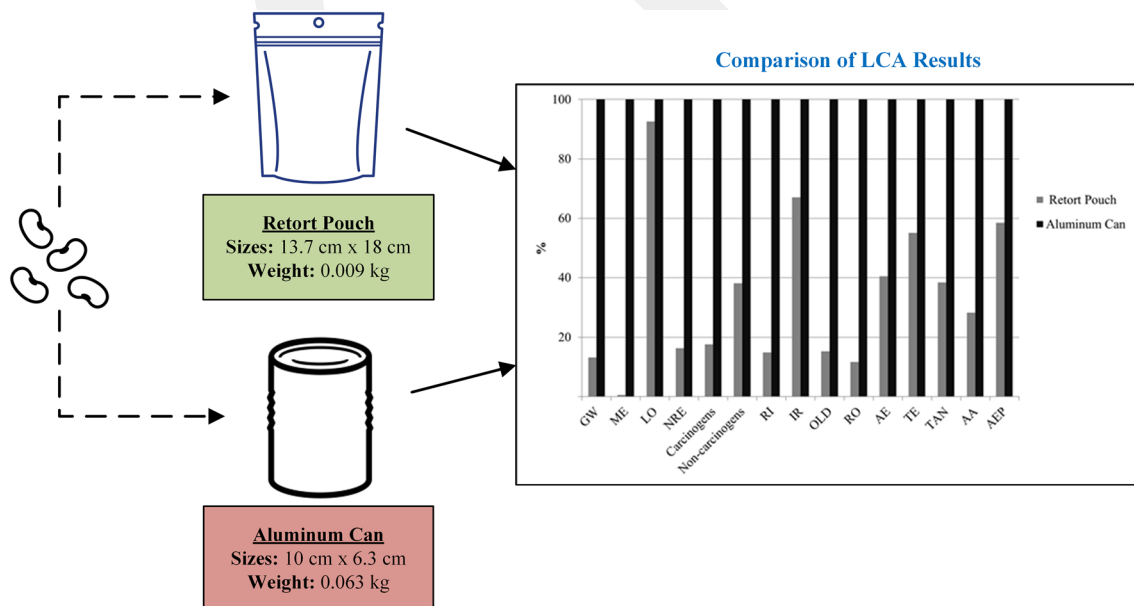 Comparison of LCA Results
Retort Pouch
Sizes: 13.7 cm x 18 cm
Weight: 0.009 kg
Aluminum Can
Sizes: 10 cm x 6.3 cm
Weight: 0.063 kg
100
80
60
40
20
%
GW
ME
LO
NRE
Carcinogens
Non-carcinogens
RI
IR
OLD
RO
AE
TE
TAN
AA
AEP
Retort Pouch
Aluminum Can